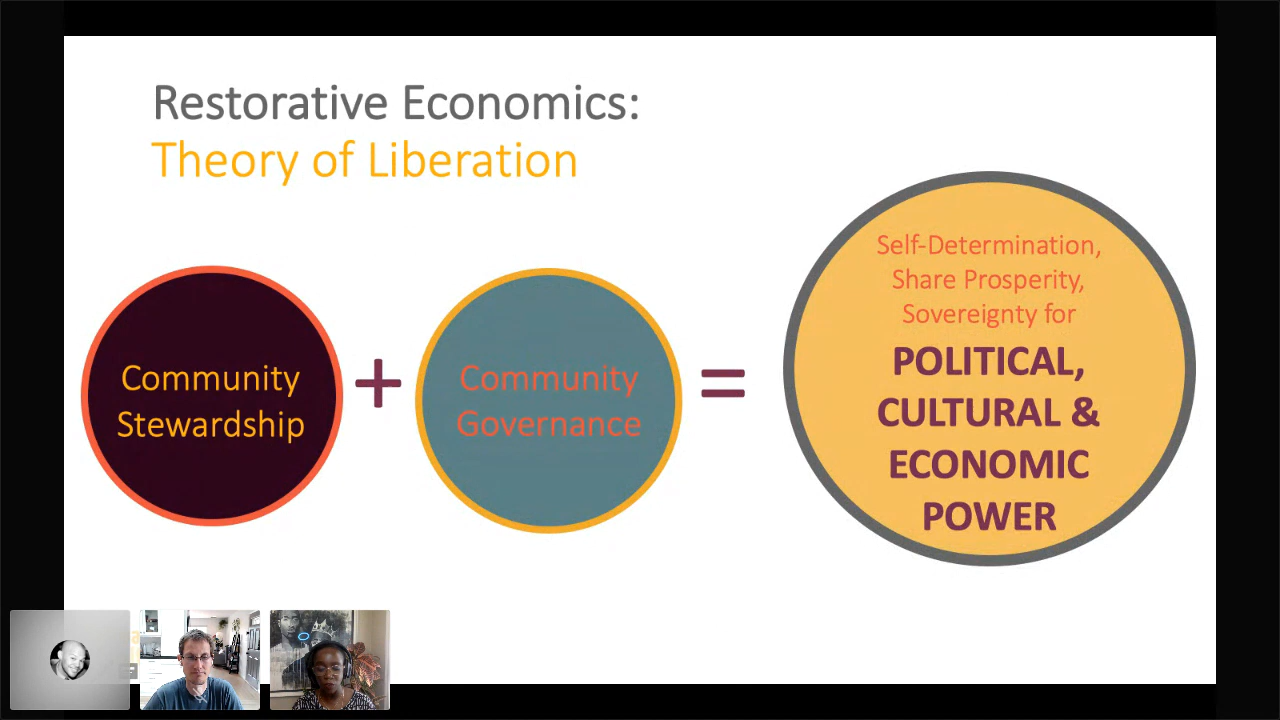 Restorative Economics:
Theory of Liberation
Community
Stewardship
+
Community
Governance
=
Self-Determination,
Share Prosperity,
Sovereignty for
POLITICAL,
CULTURAL &
ECONOMIC
POWER